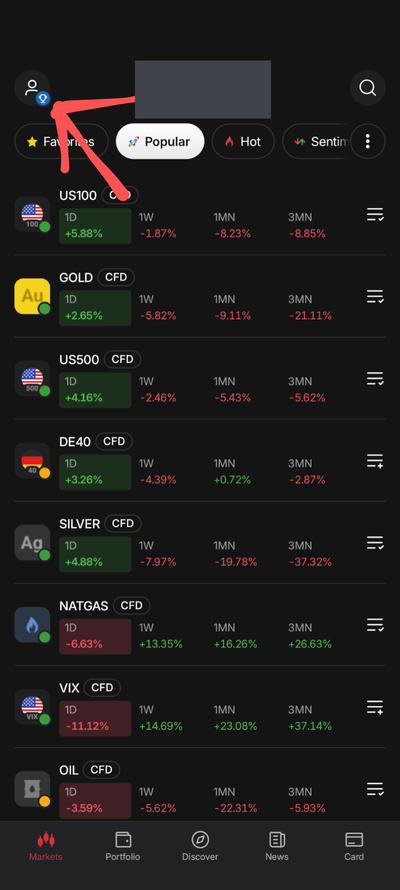 Favorites
Popular
Hot
Sentim
US100
100
1D
1W
1MN
3MN
+5.88%
-1.87%
-8.23%
-8.85%
Au
GOLD
CFD
1D
1W
1MN
3MN
+2.65%
-5.82%
-9.11%
-21.11%
US500
CFD
500
1D
1W
1MN
3MN
+4.16%
-2.46%
-5.43%
-5.62%
DE40
CFD
40
1D
1W
1MN
3MN
+3.26%
-4.39%
+0.72%
-2.87%
Ag
SILVER
CFD
1D
1W
1MN
3MN
+4.88%
-7.97%
-19.78%
-37.32%
NATGAS
CFD
1D
1W
1MN
3MN
-6.63%
+13.35%
+16.26%
+26.63%
VIX
CFD
VIX
1D
1W
1MN
3MN
-11.12%
+14.69%
+23.08%
+37.14%
OIL
CFD
1D
1W
1MN
3MN
-3.59%
-5.62%
-22.31%
-5.93%
Markets
Portfolio
Discover
News
Card